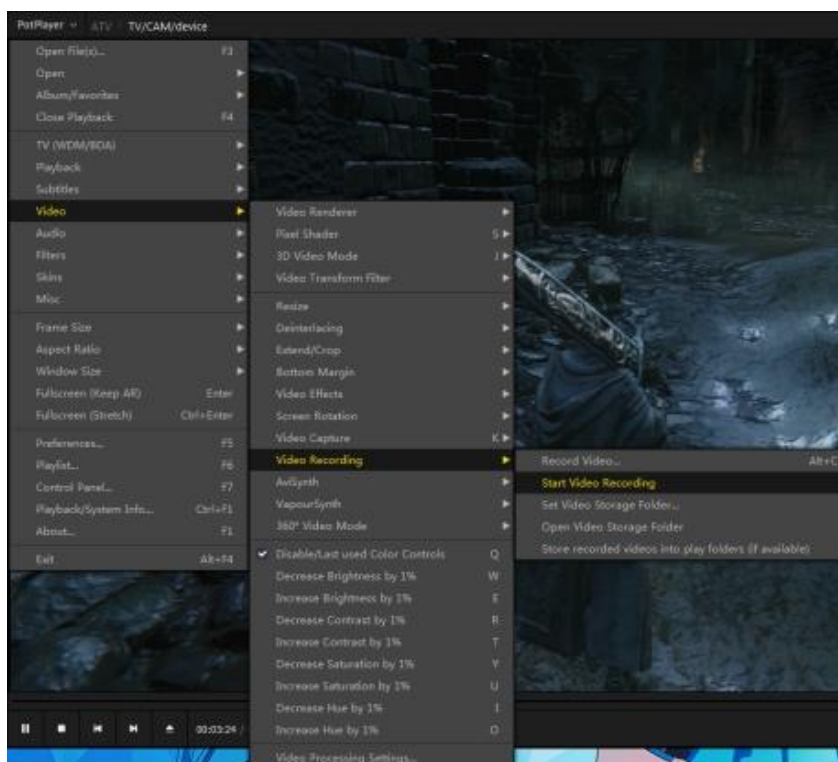 PotPlayer ATV TV/CAM/device
Open File(s)... F3
Open
Album/Favorites
Close Playback F4
TV (WDM/BDA)
Playback
Subtitles
Video
Audio
Filters
Skins
Misc
Frame Size
Aspect Ratio
Window Size
Fullscreen (Keep AR) Enter
Fullscreen (Stretch) Ctrl+Enter
Preferences... F5
Playlist... F6
Control Panel... F7
Playback/System Info... Ctrl+F1
About... F1
Exit Alt+F4
Video Renderer
Pixel Shader S
3D Video Mode J
Video Transform Filter
Resize
Deinterlacing
Extend/Crop
Bottom Margin
Video Effects
Screen Rotation
Video Capture K
Video Recording
AviSynth
VapourSynth
360° Video Mode
Disable/Last used Color Controls Q
Decrease Brightness by 1% W
Increase Brightness by 1% E
Decrease Contrast by 1% R
Increase Contrast by 1% T
Decrease Saturation by 1% Y
Increase Saturation by 1% U
Decrease Hue by 1% I
Increase Hue by 1% O
Video Processing Settings...
Record Video... Alt+C
Start Video Recording
Set Video Storage Folder...
Open Video Storage Folder
Store recorded videos into play folders (if available)
00:03:24 /